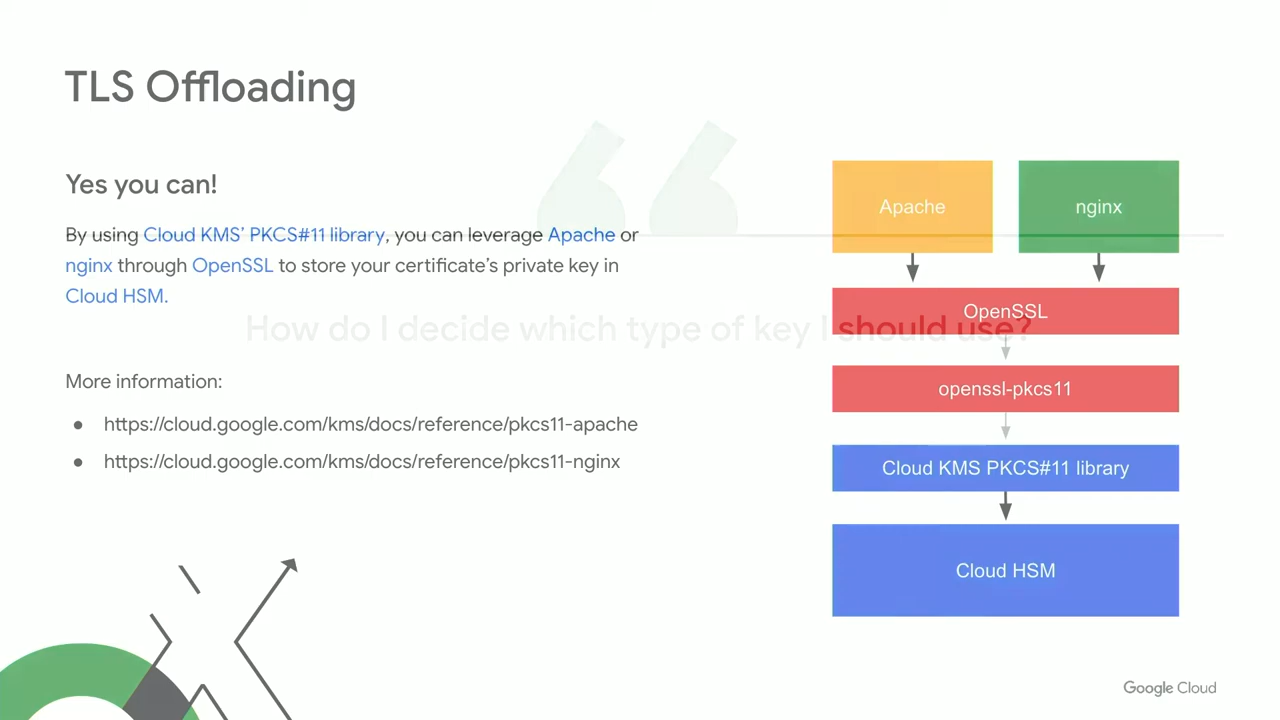 TLS Offloading
Yes you can!
By using Cloud KMS' PKCS#11 library, you can leverage Apache or
nginx through OpenSSL to store your certificate's private key in
Cloud HSM.
How do I decide which type of key I should use?
More information:
● https://cloud.google.com/kms/docs/reference/pkcs11-apache
● https://cloud.google.com/kms/docs/reference/pkcs11-nginx
Apache
nginx
OpenSSL
openssl-pkcs11
Cloud KMS PKCS#11 library
Cloud HSM
Google Cloud